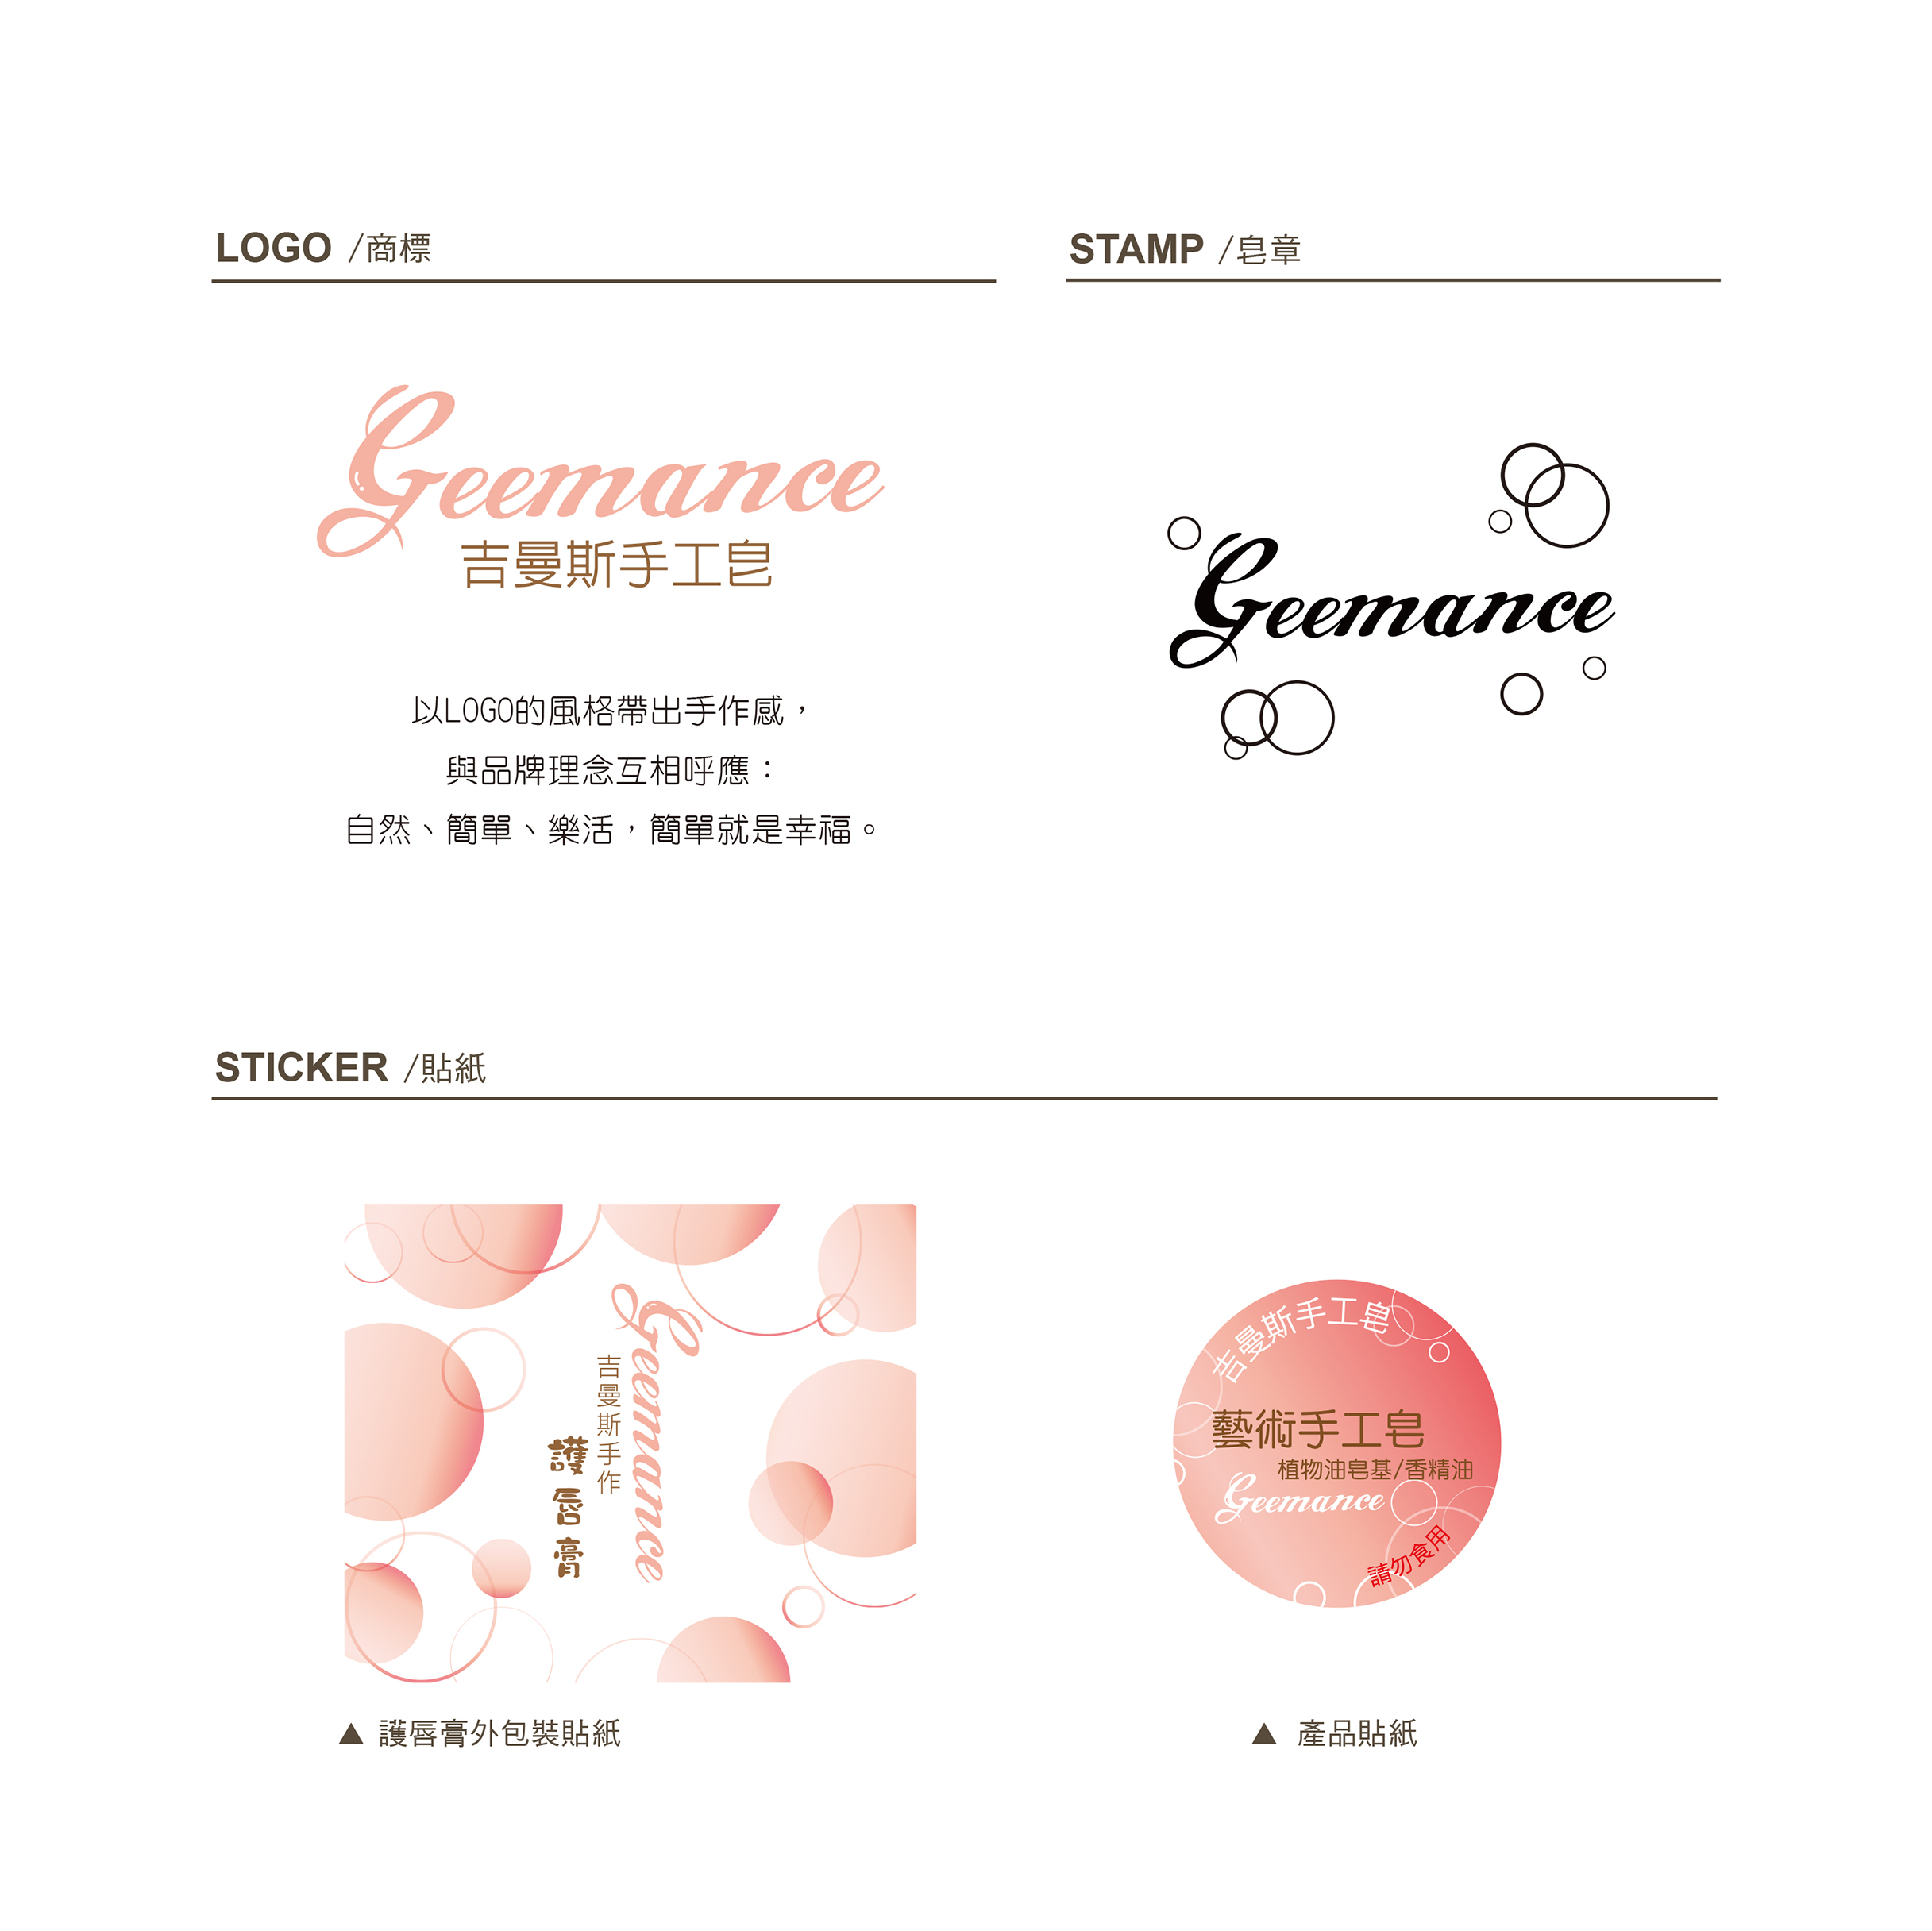 LOGO /商標
Geemance
吉曼斯手工皂
以LOGO的風格帶出手作感，
與品牌理念互相呼應：
自然、簡單、樂活，簡單就是幸福。
STAMP /皂章
Geemance
STICKER /貼紙
Geemance
吉曼斯手作
護唇膏
▲ 護唇膏外包裝貼紙
吉曼斯手工皂
藝術手工皂
植物油皂基/香精油
Geemance
請勿食用
▲ 產品貼紙